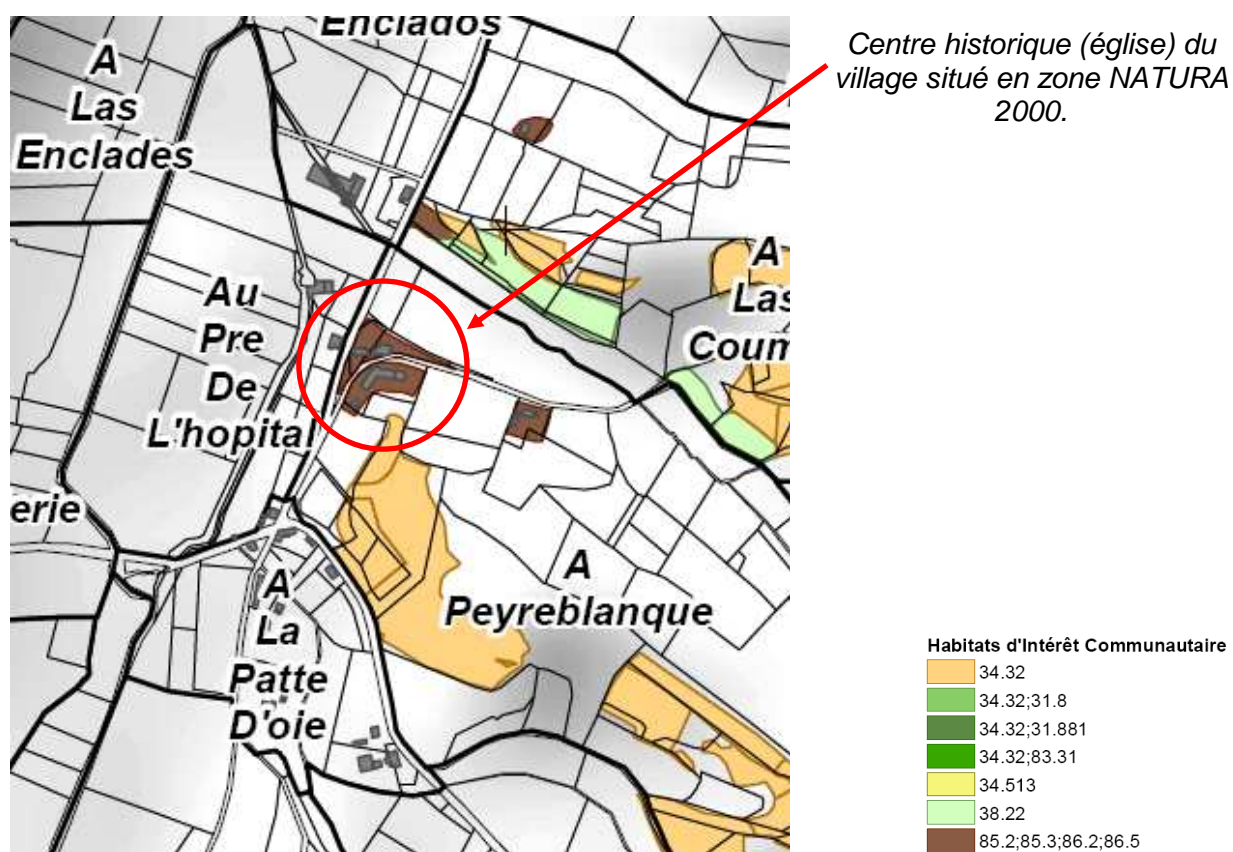 Enclados
Centre historique (église) du
village situé en zone NATURA
2000.
A
Las
Enclades
Au
Pre
De
L'hopital
A
Las
Coum
erie
A
Peyreblanque
A
La
Patte
D'oie
Habitats d'Intérêt Communautaire
34.32
34.32;31.8
34.32;31.881
34.32;83.31
34.513
38.22
85.2;85.3;86.2;86.5